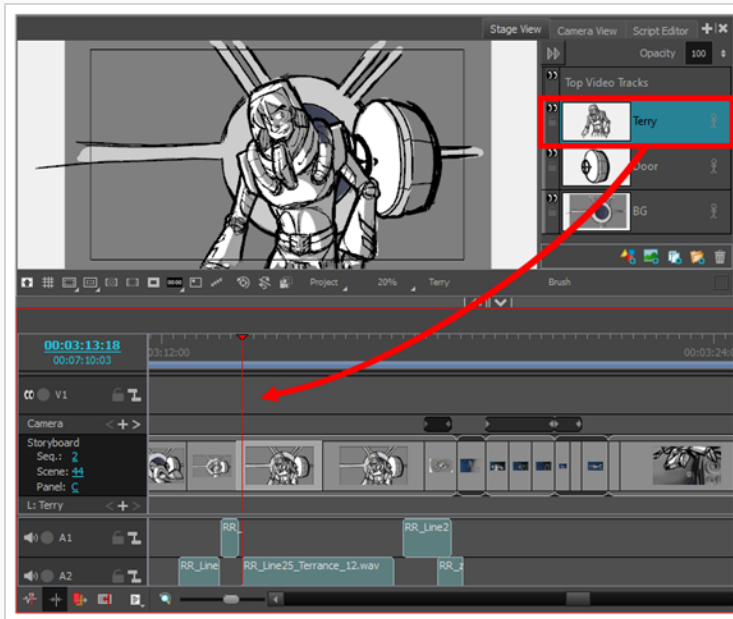 Stage View Camera View Script Editor
Opacity 100
Top Video Tracks
Terry
Door
BG
Project 20% Terry Brush
00:03:13:18
00:07:10:03
03:12:00 00:03:24:0
V1
Camera
Storyboard
Seq.: 2
Scene: 44
Panel: C
L: Terry
A1 RR_ RR_Line2
A2 RR_Line RR_Line25_Terrance_12.wav RR_z